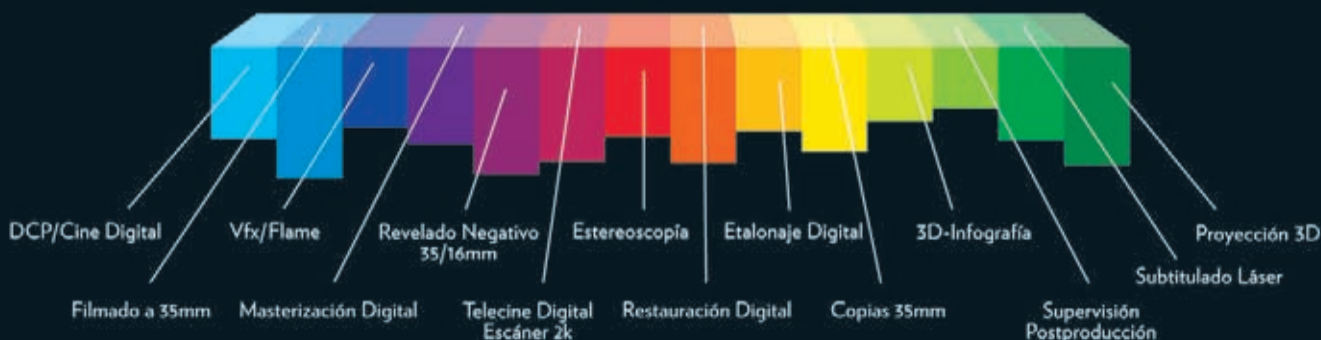 DCP/Cine Digital
Vfx/Flame
Revelado Negativo
35/16mm
Estereoscopía
Etalonaje Digital
3D-Infografía
Proyección 3D
Subtitulado Láser
Filmado a 35mm
Masterización Digital
Telecine Digital
Escáner 2k
Restauración Digital
Copias 35mm
Supervisión
Postproducción